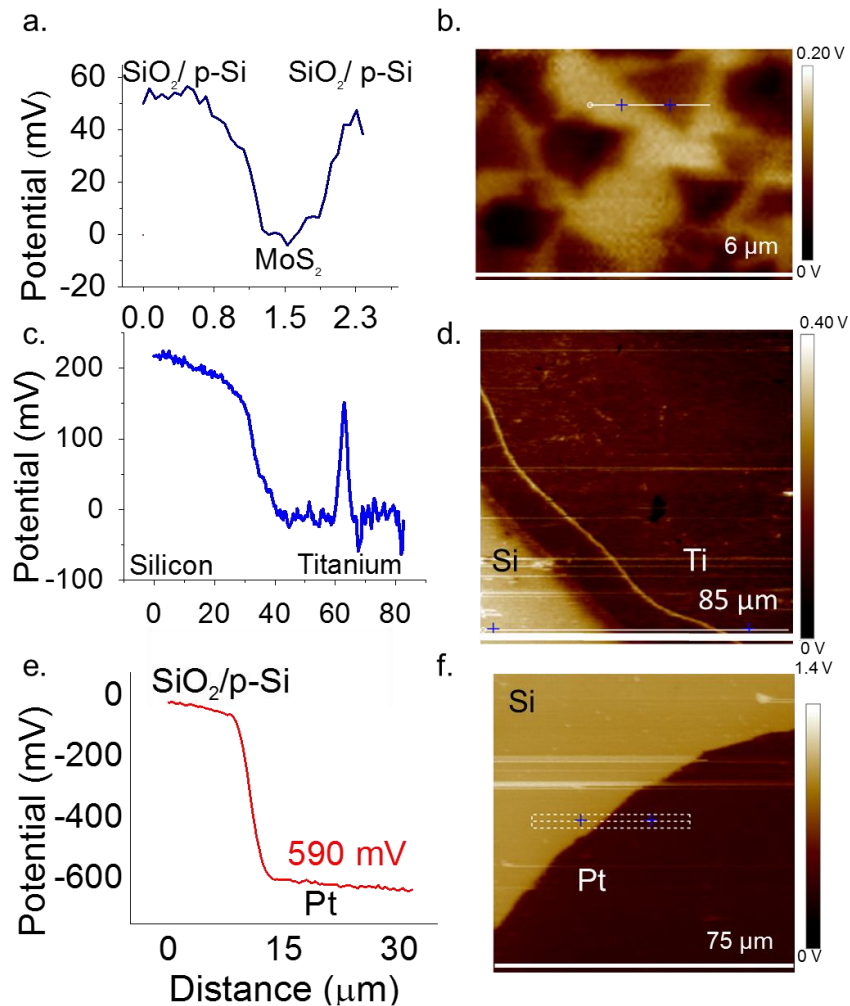 a.
SiO₂/ p-Si SiO₂/ p-Si
60
40
20
0
-20
Potential (mV)
MoS₂
0.0 0.8 1.5 2.3
b.
0.20 V
6 µm
0 V
c.
200
100
0
-100
Potential (mV)
Silicon Titanium
0 20 40 60 80
d.
0.40 V
Si Ti
85 µm
0 V
e.
SiO₂/p-Si
0
-200
-400
-600
Potential (mV)
590 mV
Pt
0 15 30
Distance (µm)
f.
1.4 V
Si
Pt
75 µm
0 V